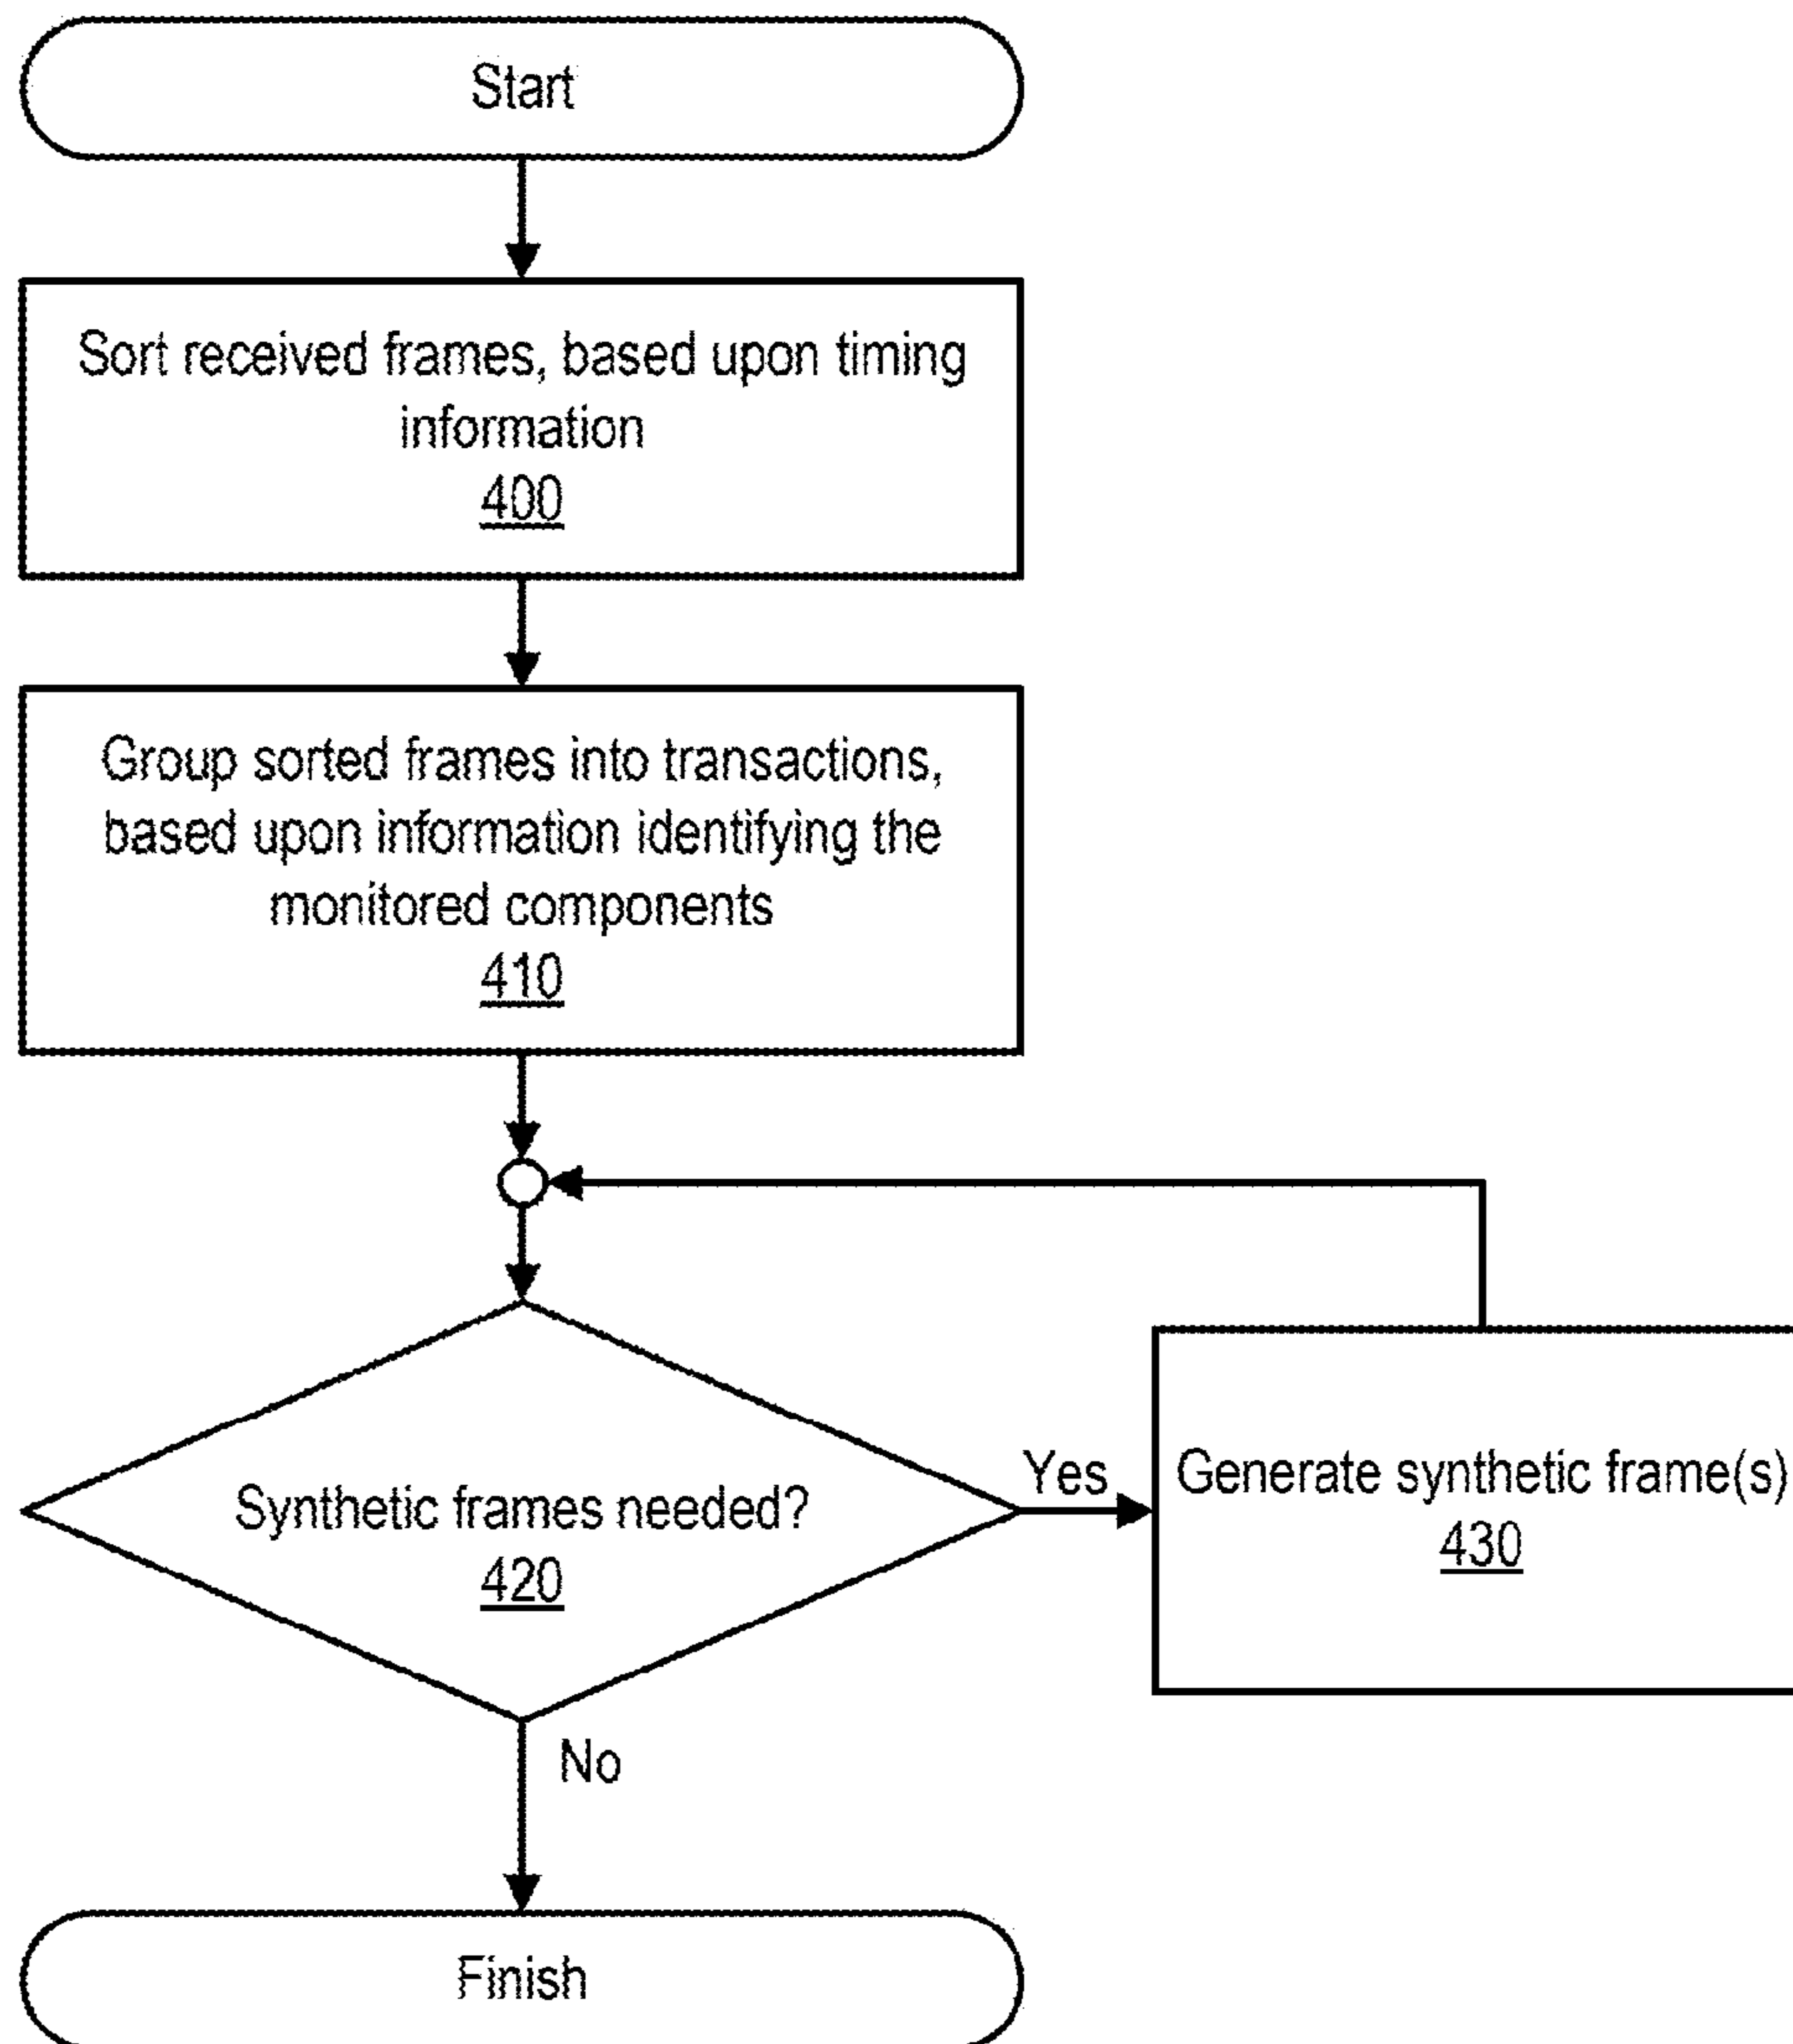 Start
Sort received frames, based upon timing
information
400
Group sorted frames into transactions,
based upon information identifying the
monitored components
410
Synthetic frames needed?
420
Yes
Generate synthetic frame(s)
430
No
Finish